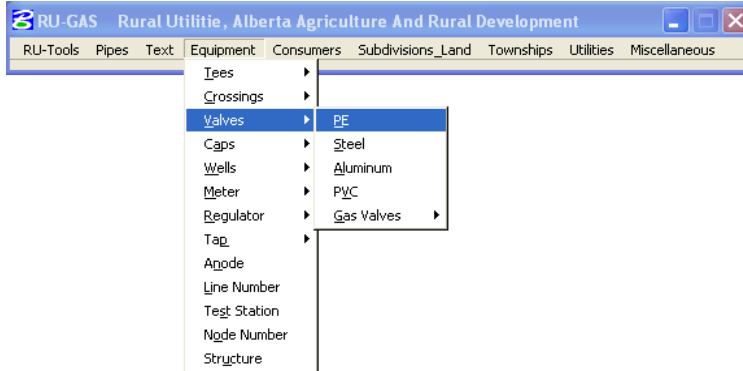 RU-GAS Rural Utilitie, Alberta Agriculture And Rural Development
RU-Tools Pipes Text Equipment Consumers Subdivisions_Land Townships Utilities Miscellaneous
Tees
Crossings
Valves
PE
Caps
Steel
Wells
Aluminum
Meter
PVC
Regulator
Gas Valves
Tap
Anode
Line Number
Test Station
Node Number
Structure